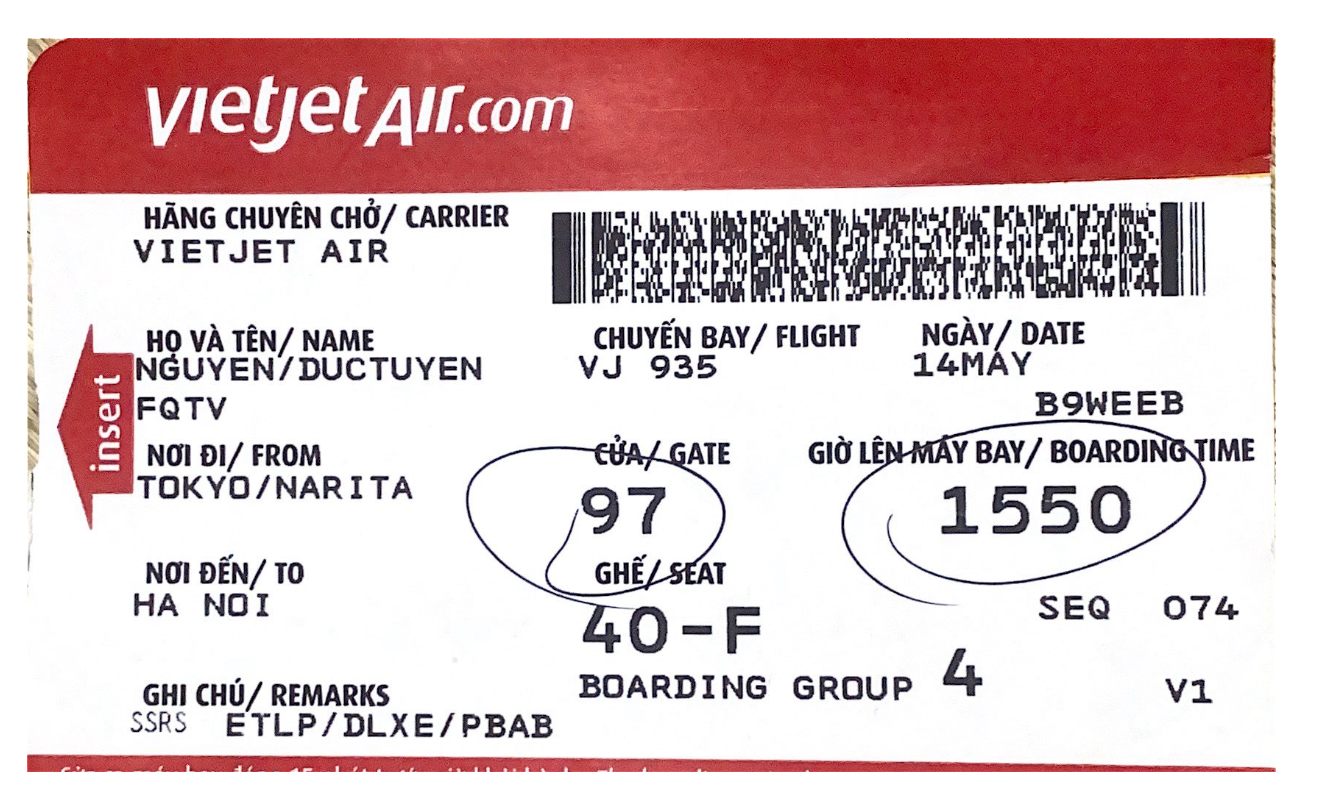 vietjetAir.com
HÃNG CHUYÊN CHỞ/ CARRIER
VIETJET AIR
HỌ VÀ TÊN/ NAME CHUYẾN BAY/ FLIGHT NGÀY/ DATE
NGUYEN/DUCTUYEN VJ 935 14MAY
FQTV B9WEEB
insert
NƠI ĐI/ FROM CỬA/ GATE GIỜ LÊN MÁY BAY/ BOARDING TIME
TOKYO/NARITA 97 1550
NƠI ĐẾN/ TO GHẾ/ SEAT
HA NOI 40-F SEQ 074
BOARDING GROUP 4 V1
GHI CHÚ/ REMARKS
SSRS ETLP/DLXE/PBAB